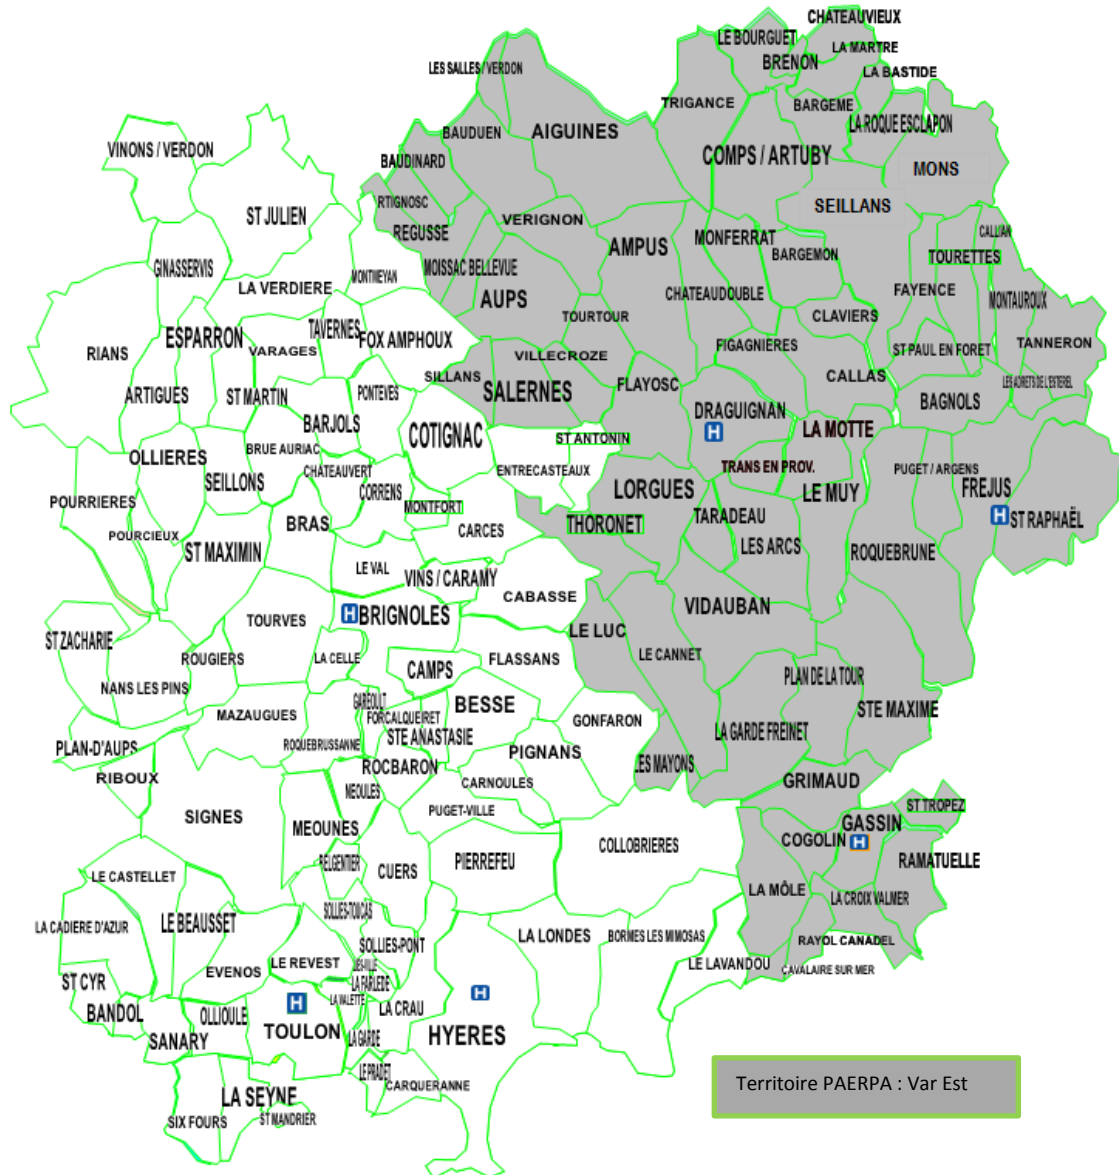 CHATEAUVIEUX
LE BOURGUET
LA MARTRE
BRENON
LES SALLES / VERDON
LA BASTIDE
TRIGANCE
BARGEME
BAUDUEN
AIGUINES
LA ROQUE ESCLAPON
VINONS / VERDON
BAUDINARD
COMPS / ARTUBY
MONS
RTIGNOSC
SEILLANS
ST JULIEN
VERIGNON
REGUSSE
AMPUS
MONFERRAT
CALLIAN
BARGEMON
TOURETTES
GINASSERVIS
MOISSAC BELLEVUE
MONTMEYAN
LA VERDIERE
AUPS
CHATEAUDOUBLE
FAYENCE
MONTAUROUX
TOURTOUR
CLAVIERS
TAVERNES
ESPARRON
FOX AMPHOUX
RIANS
VARAGES
VILLECROZE
FIGAGNIERES
ST PAUL EN FORET
TANNERON
SILLANS
SALERNES
FLAYOSC
CALLAS
LES ADRETS DE L'ESTEREL
ARTIGUES
ST MARTIN
PONTEVES
BAGNOLS
BARJOLS
DRAGUIGNAN
H
LA MOTTE
COTIGNAC
ST ANTONIN
BRUE AURIAC
OLLIERES
CHATEAUVERT
ENTRECASTEAUX
TRANS EN PROV.
PUGET / ARGENS
SEILLONS
CORRENS
LORGUES
LE MUY
FREJUS
POURRIERES
MONTFORT
TARADEAU
H ST RAPHAËL
BRAS
THORONET
POURCIEUX
CARCES
LES ARCS
ST MAXIMIN
ROQUEBRUNE
LE VAL
VINS / CARAMY
CABASSE
VIDAUBAN
H BRIGNOLES
TOURVES
LE LUC
ST ZACHARIE
ROUGIERS
LA CELLE
FLASSANS
LE CANNET
CAMPS
PLAN DE LA TOUR
NANS LES PINS
GAREOULT
BESSE
STE MAXIME
MAZAUGUES
FORCALQUEIRET
GONFARON
LA GARDE FREINET
STE ANASTASIE
PLAN-D'AUPS
ROQUEBRUSSANNE
PIGNANS
ROCBARON
LES MAYONS
RIBOUX
CARNOULES
GRIMAUD
NEOULES
ST TROPEZ
SIGNES
PUGET-VILLE
MEOUNES
GASSIN
H
COGOLIN
COLLOBRIERES
BELGENTIER
PIERREFEU
RAMATUELLE
CUERS
LE CASTELLET
LA MÔLE
LA CROIX VALMER
SOLLIES-TOUCAS
LE BEAUSSET
LA CADIERE D'AZUR
LA LONDES
BORMES LES MIMOSAS
RAYOL CANADEL
SOLLIES-PONT
LE REVEST
LE LAVANDOU
CAVALAIRE SUR MER
EVENOS
ST CYR
LA FARLEDE
H
H
LA VALETTE
BANDOL
LA CRAU
OLLIOULE
TOULON
HYERES
SANARY
LA GARDE
LE PRADET
CARQUERANNE
Territoire PAERPA : Var Est
LA SEYNE
ST MANDRIER
SIX FOURS